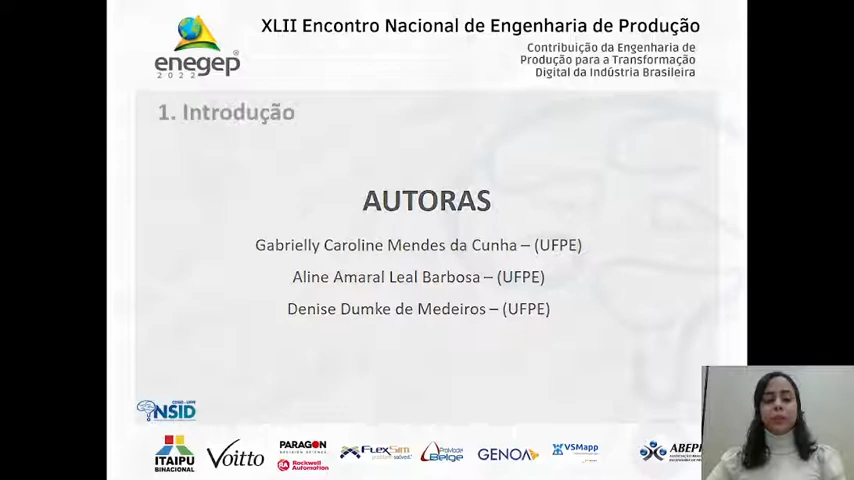 XLII Encontro Nacional de Engenharia de Produção
Contribuição da Engenharia de
Produção para a Transformação
Digital da Indústria Brasileira
enegep
2022
1. Introdução
AUTORAS
Gabrielly Caroline Mendes da Cunha – (UFPE)
Aline Amaral Leal Barbosa – (UFPE)
Denise Dumke de Medeiros – (UFPE)
NSID
ITAIPU
BINACIONAL
Voitto
PARAGON
Rockwell
Automation
FLEXSIM
Belge
GENOA
VSMapp